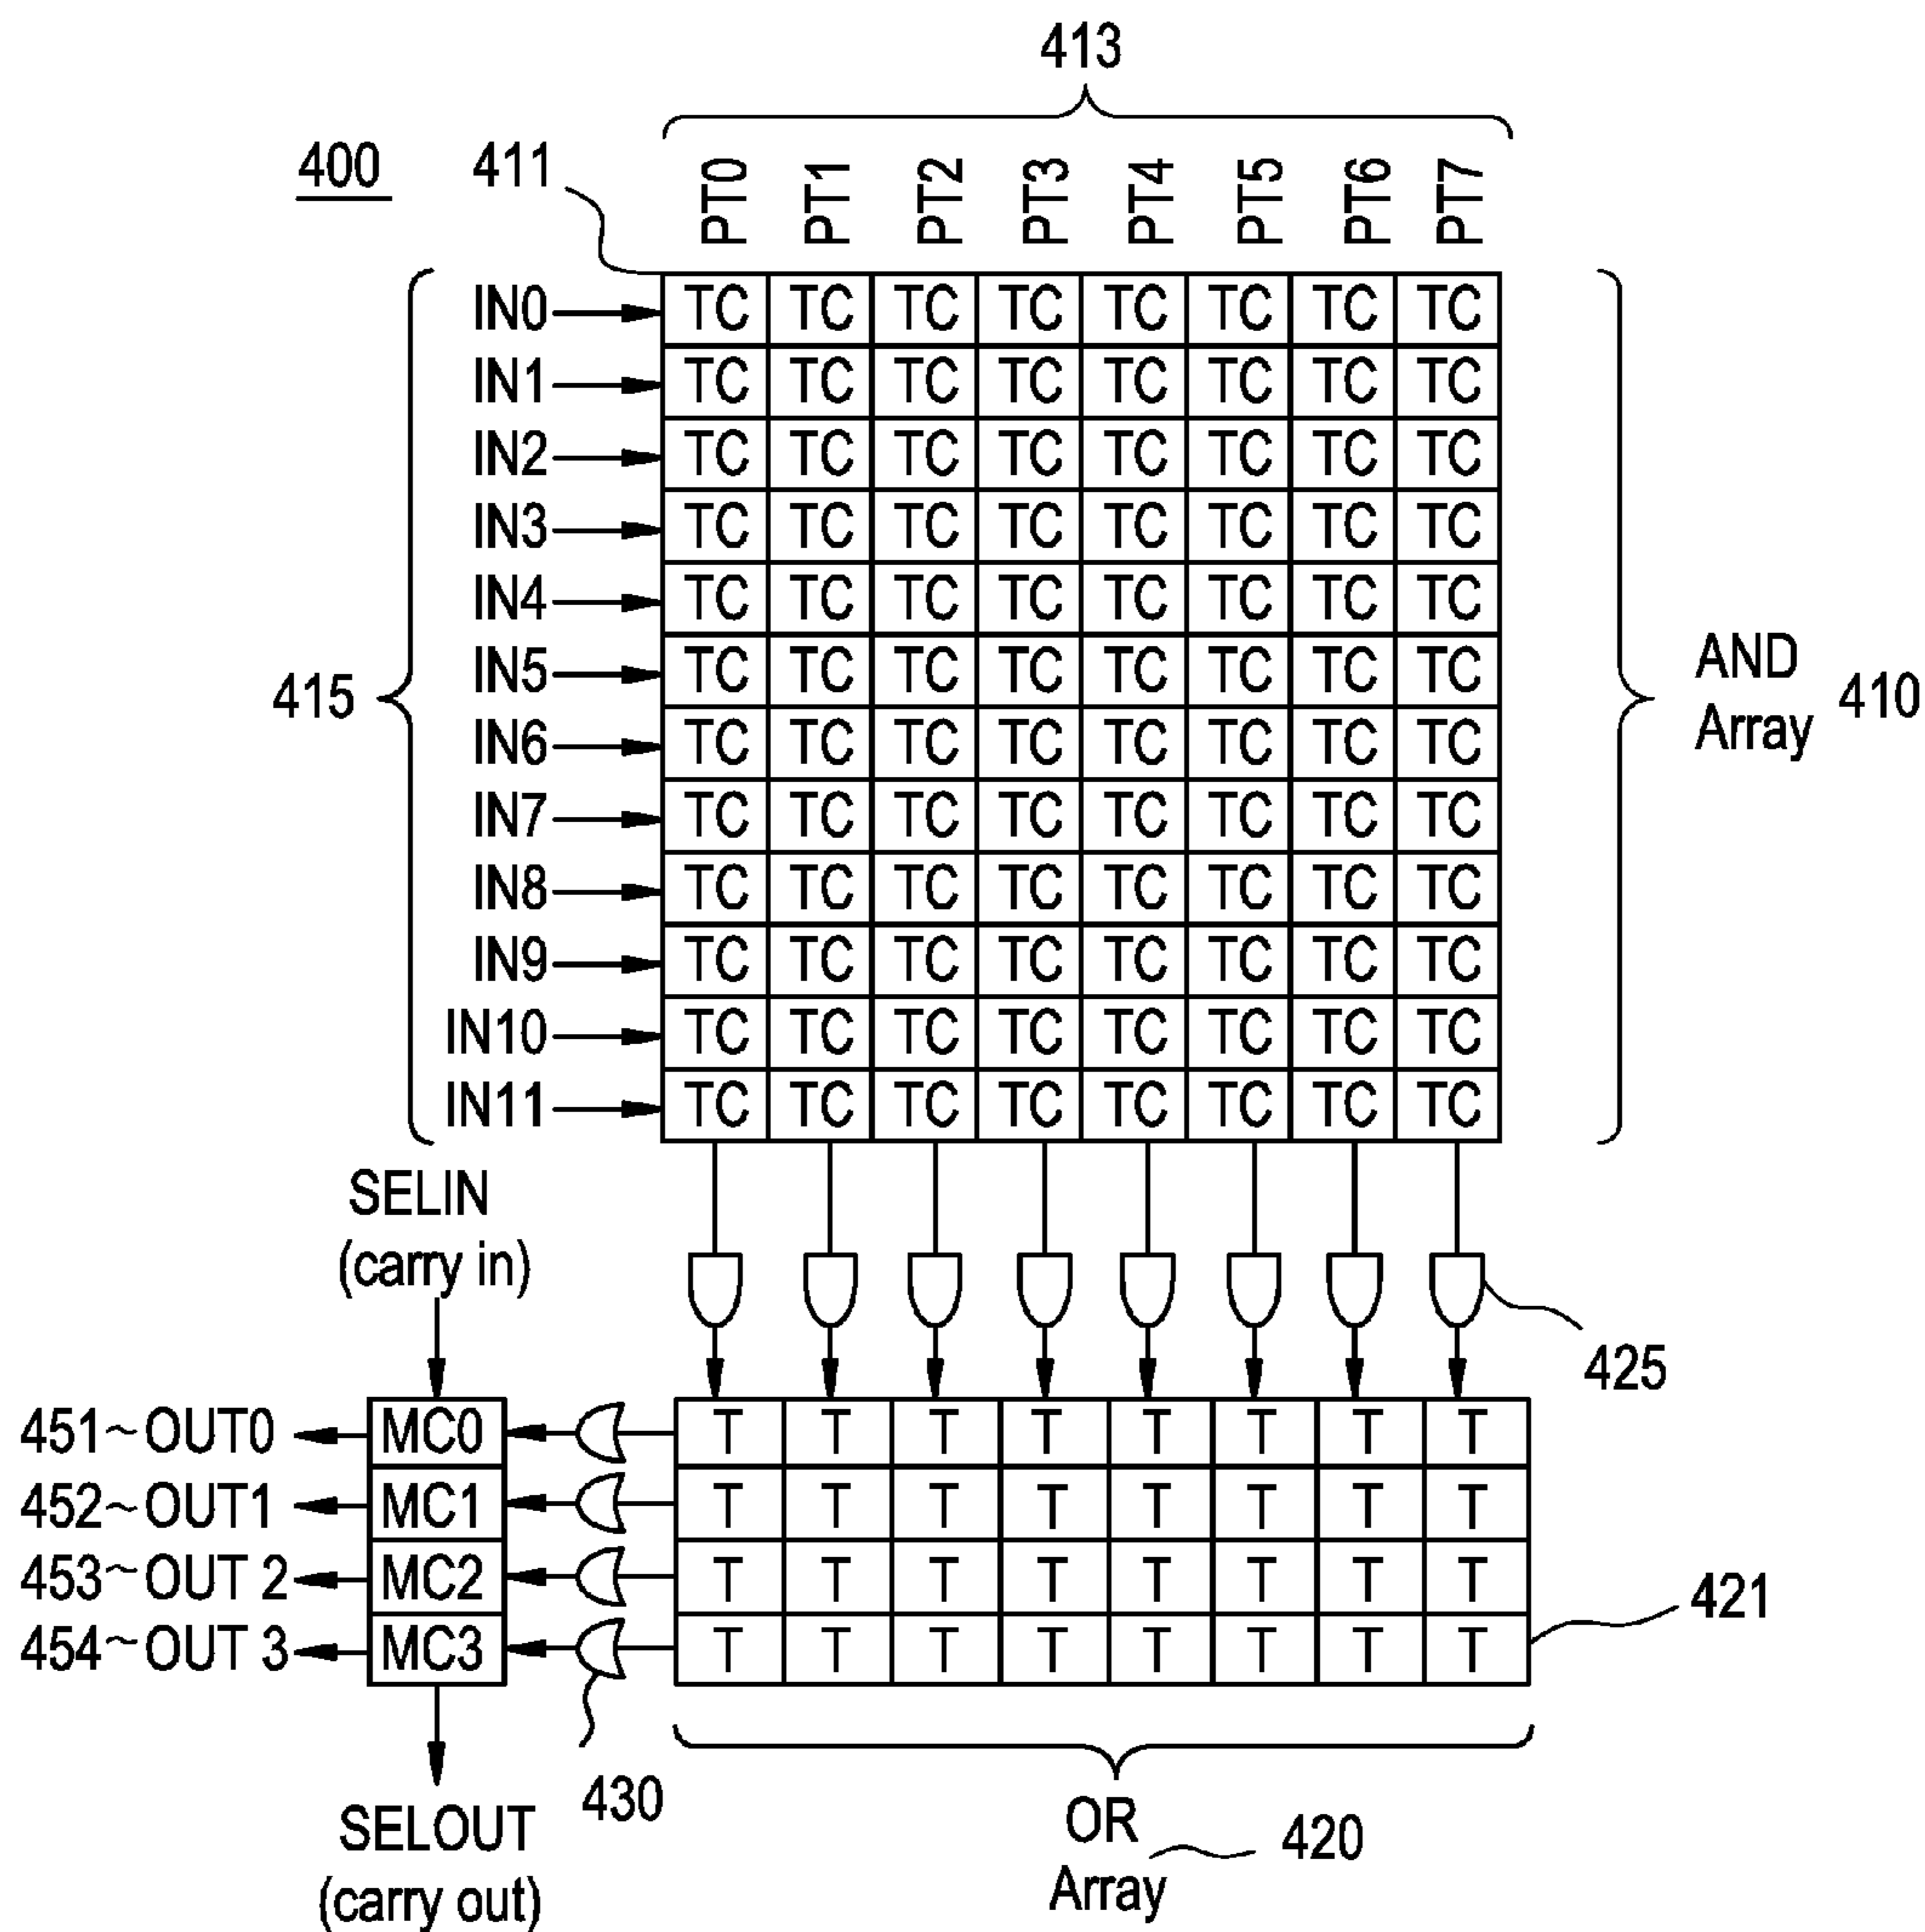 413
400 411 PT0 PT1 PT2 PT3 PT4 PT5 PT6 PT7
IN0 TC TC TC TC TC TC TC TC
IN1 TC TC TC TC TC TC TC TC
IN2 TC TC TC TC TC TC TC TC
IN3 TC TC TC TC TC TC TC TC
IN4 TC TC TC TC TC TC TC TC
IN5 TC TC TC TC TC TC TC TC
415
AND
Array 410
IN6 TC TC TC TC TC TC TC TC
IN7 TC TC TC TC TC TC TC TC
IN8 TC TC TC TC TC TC TC TC
IN9 TC TC TC TC TC TC TC TC
IN10 TC TC TC TC TC TC TC TC
IN11 TC TC TC TC TC TC TC TC
SELIN
(carry in)
425
451~OUT0 MC0 T T T T T T T T
452~OUT1 MC1 T T T T T T T T
453~OUT 2 MC2 T T T T T T T T
421
454~OUT 3 MC3 T T T T T T T T
430
SELOUT
(carry out)
OR
Array 420